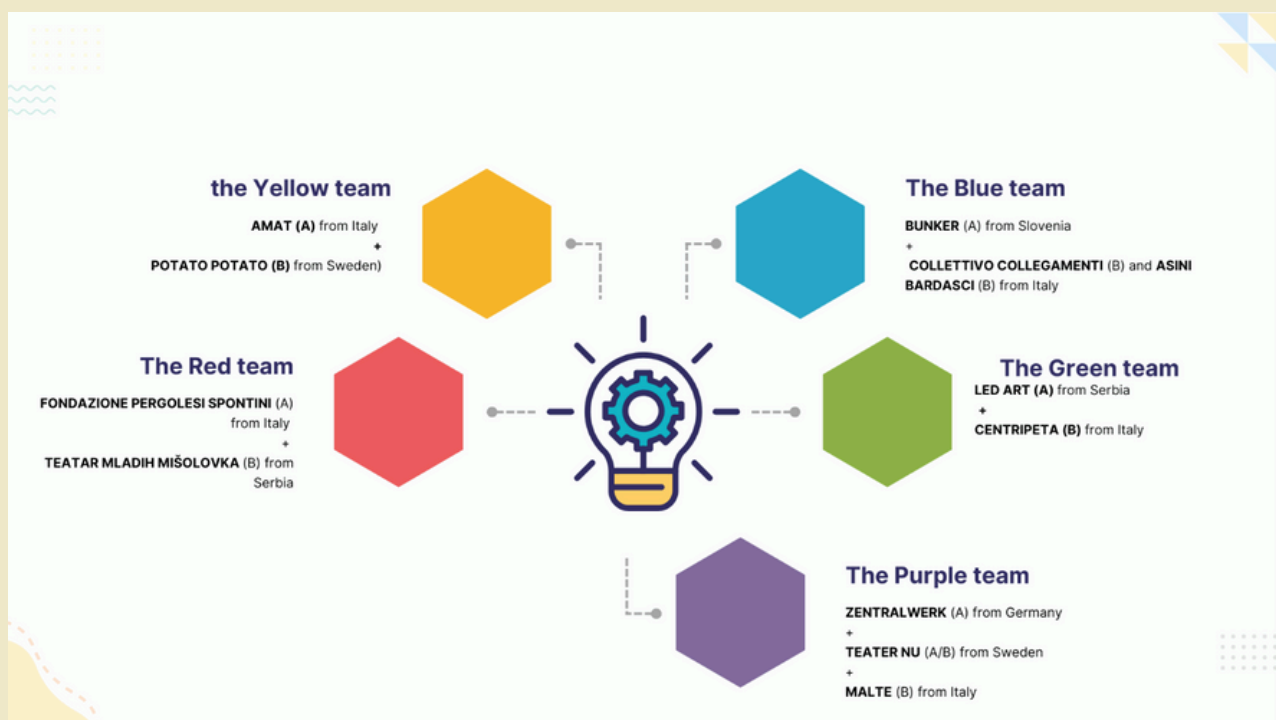 the Yellow team
AMAT (A) from Italy
+
POTATO POTATO (B) from Sweden)
The Blue team
BUNKER (A) from Slovenia
+
COLLETTIVO COLLEGAMENTI (B) and ASINI
BARDASCI (B) from Italy
The Red team
FONDAZIONE PERGOLESI SPONTINI (A)
from Italy
+
TEATAR MLADIH MIŠOLOVKA (B) from
Serbia
The Green team
LED ART (A) from Serbia
+
CENTRIPETA (B) from Italy
The Purple team
ZENTRALWERK (A) from Germany
+
TEATER NU (A/B) from Sweden
+
MALTE (B) from Italy